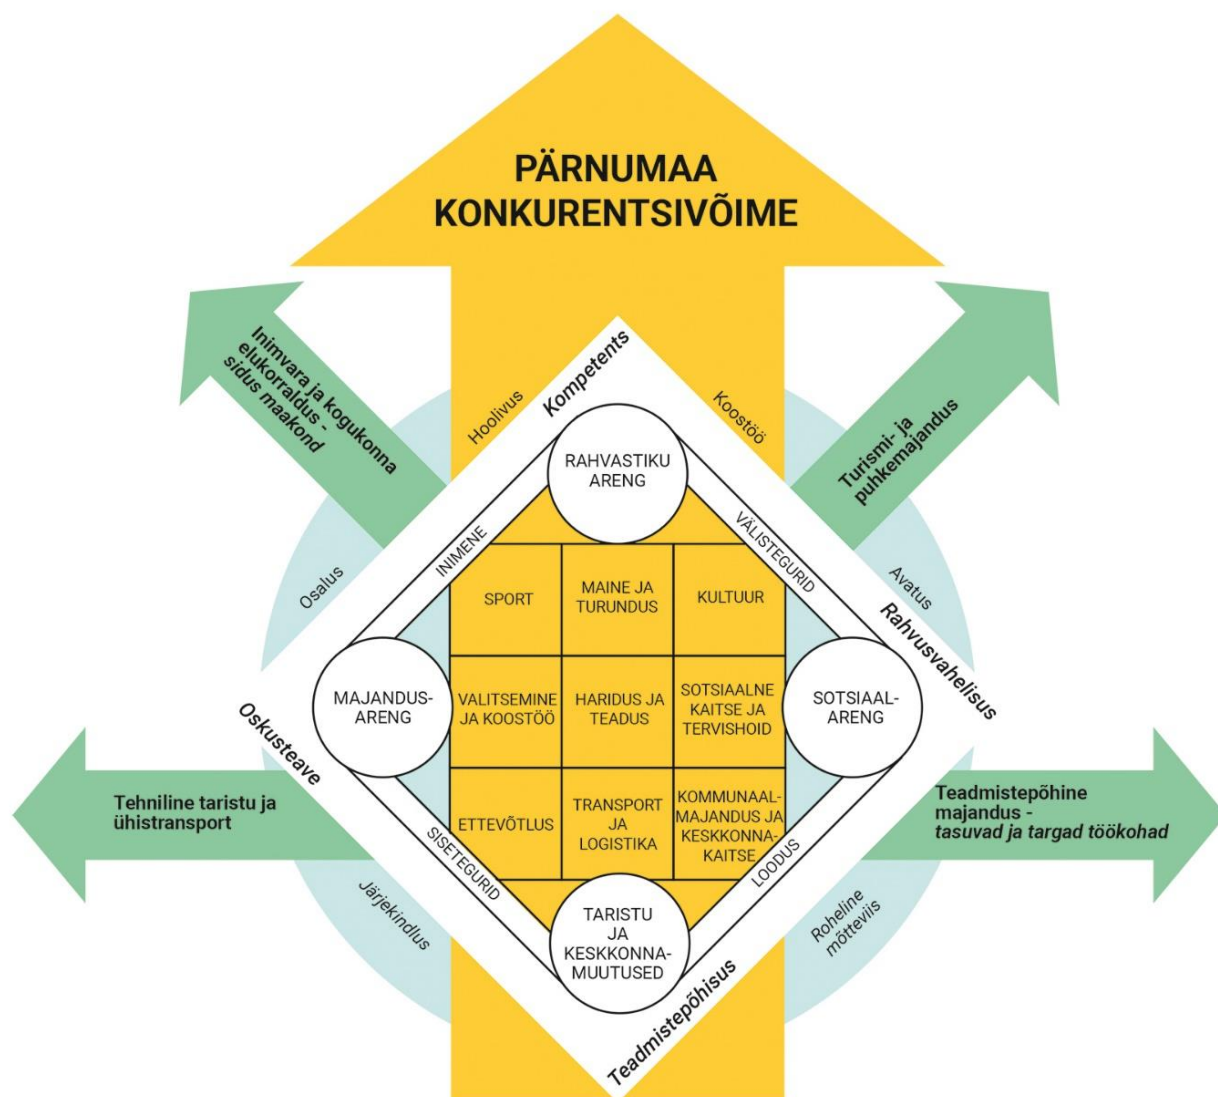 PÄRNUMAA
KONKURENTSIVÕIME
Inimvara ja kogukonna
elukorraldus -
sidus maakond
Turismi- ja
puhkemajandus
Hoolivus
Kompetents
Koostöö
Osalus
INIMENE
RAHVASTIKU
ARENG
VÄLISTEGURID
Avatus
Rahvusvahelisus
SPORT
MAINE JA
TURUNDUS
KULTUUR
MAJANDUS-
ARENG
VALITSEMINE
JA KOOSTÖÖ
HARIDUS JA
TEADUS
SOTSIAALNE
KAITSE JA
TERVISHOID
SOTSIAAL-
ARENG
Oskusteave
ETTEVÕTLUS
TRANSPORT
JA
LOGISTIKA
KOMMUNAAL-
MAJANDUS JA
KESKKONNA-
KAITSE
Tehniline taristu ja
ühistransport
Teadmistepõhine
majandus -
tasuvad ja targad töökohad
SISETEGURID
LOODUS
Järjekindlus
TARISTU
JA
KESKKONNA-
MUUTUSED
Roheline
mõtteviis
Teadmistepõhisus